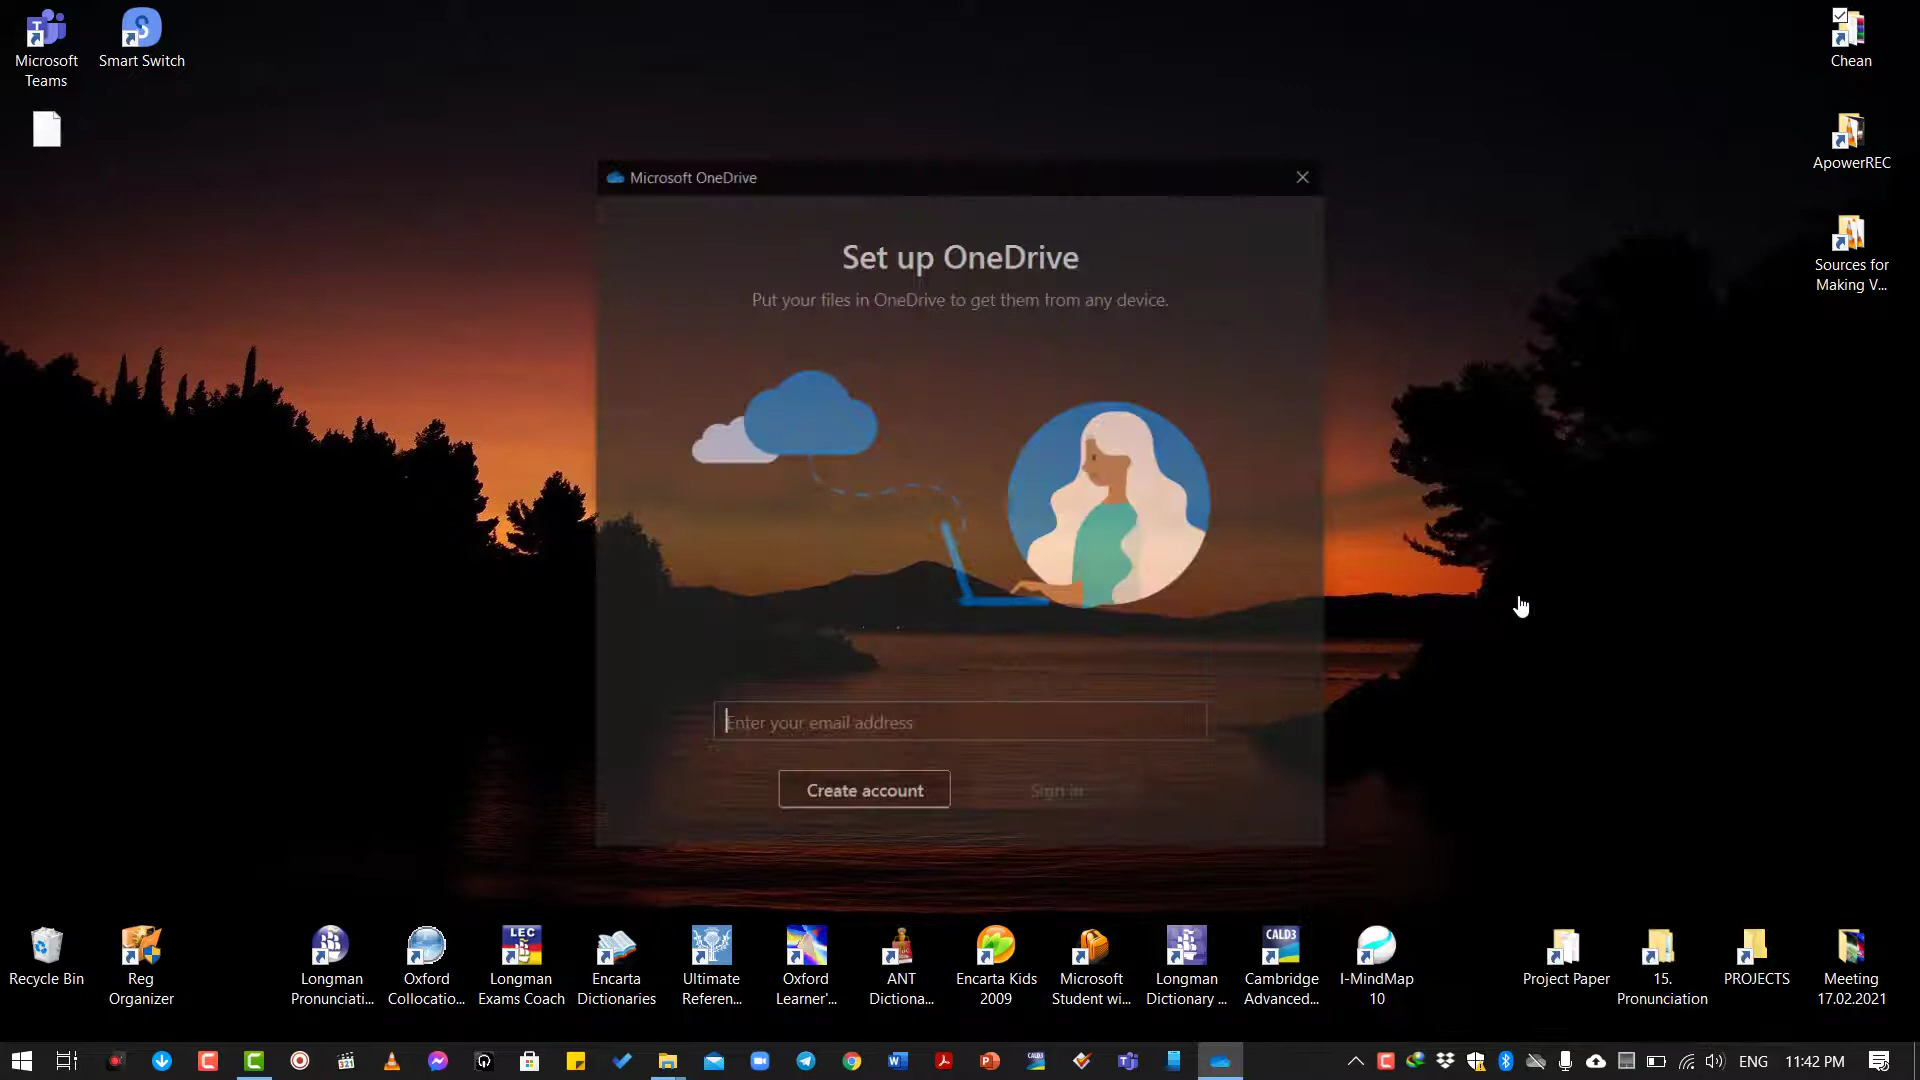 Microsoft
Teams
Smart Switch
Chean
ApowerREC
Sources for
Making V...
Microsoft OneDrive
Set up OneDrive
Put your files in OneDrive to get them from any device.
Enter your email address
Create account
Sign in
Recycle Bin
Reg
Organizer
Longman
Pronunciati...
Oxford
Collocatio...
LEC
Longman
Exams Coach
Encarta
Dictionaries
Ultimate
Referen...
Oxford
Learner'...
ANT
Dictiona...
Encarta Kids
2009
Microsoft
Student wi...
Longman
Dictionary ...
CALD3
Cambridge
Advanced...
I-MindMap
10
Project Paper
15.
Pronunciation
PROJECTS
Meeting
17.02.2021
ENG
11:42 PM